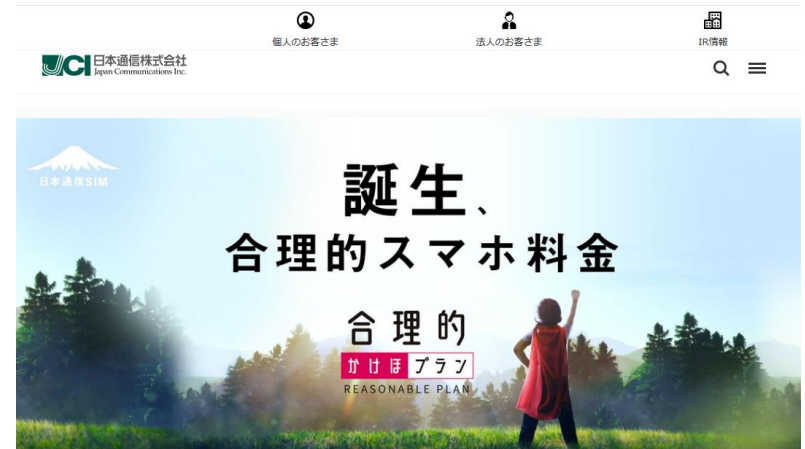 個人のお客さま
法人のお客さま
IR情報
JCI 日本通信株式会社
Japan Communications Inc.
日本通信SIM
誕生、
合理的スマホ料金
合理的
かけほプラン
REASONABLE PLAN